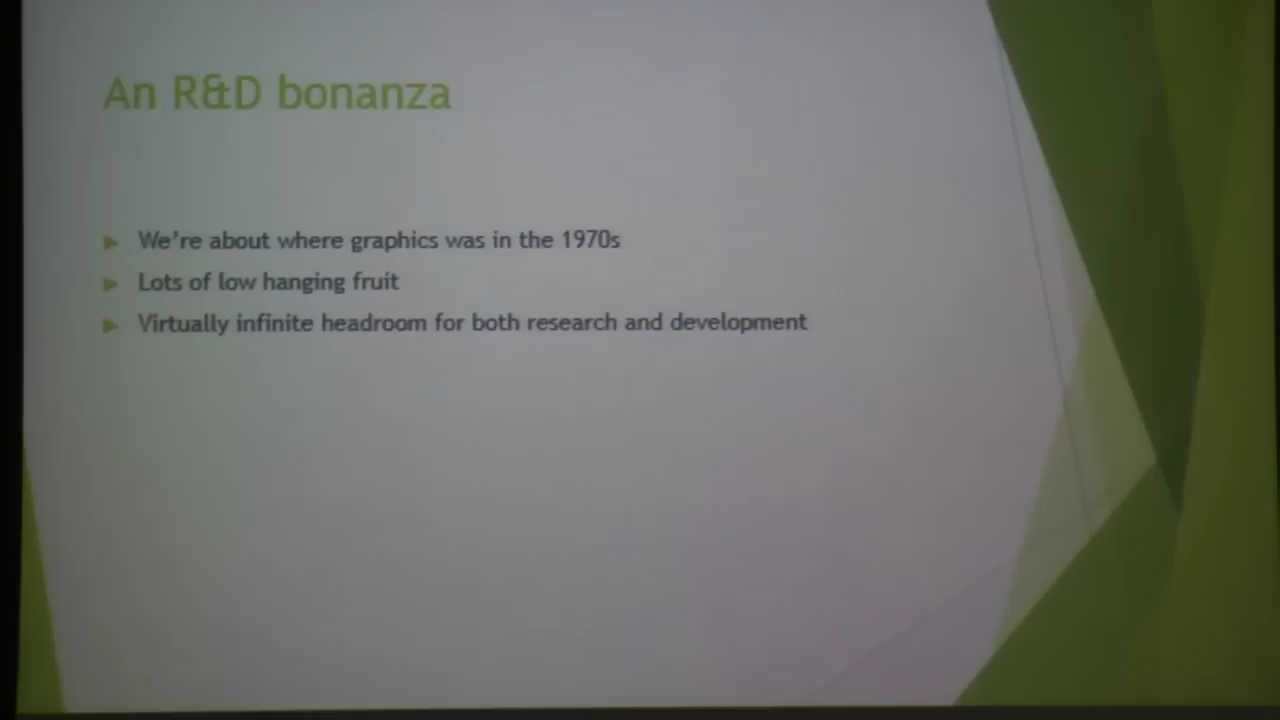 An R&D bonanza
We're about where graphics was in the 1970s
Lots of low hanging fruit
Virtually infinite headroom for both research and development